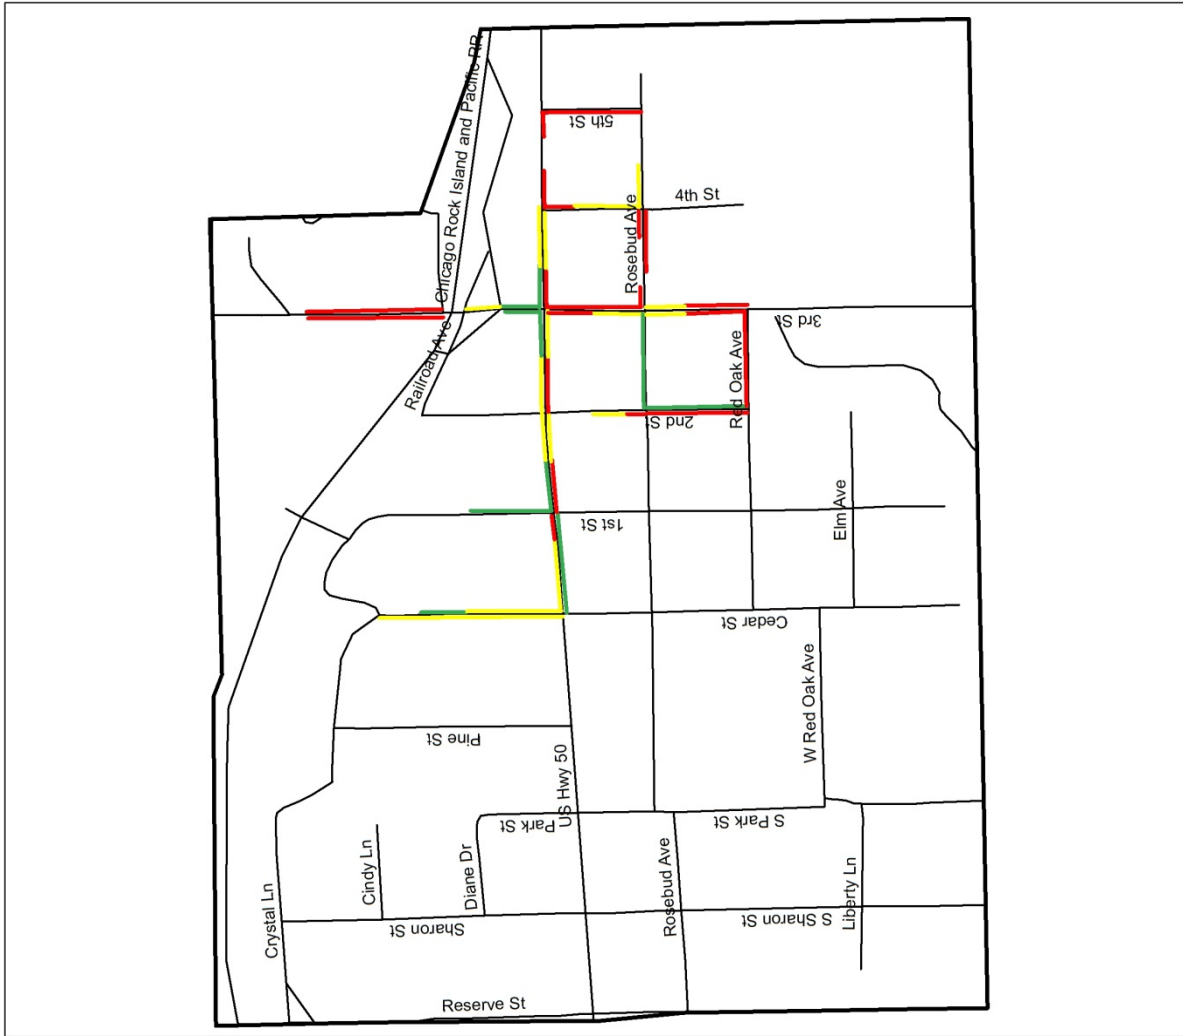 Chicago Rock Island and Pacific RR
5th St
4th St
Rosebud Ave
3rd St
Railroad Ave
Red Oak Ave
2nd St
Elm Ave
1st St
Cedar St
W Red Oak Ave
Pine St
US Hwy 50
Park St
S Park St
Cindy Ln
Diane Dr
Rosebud Ave
Liberty Ln
Crystal Ln
Sharon St
S Sharon St
Reserve St